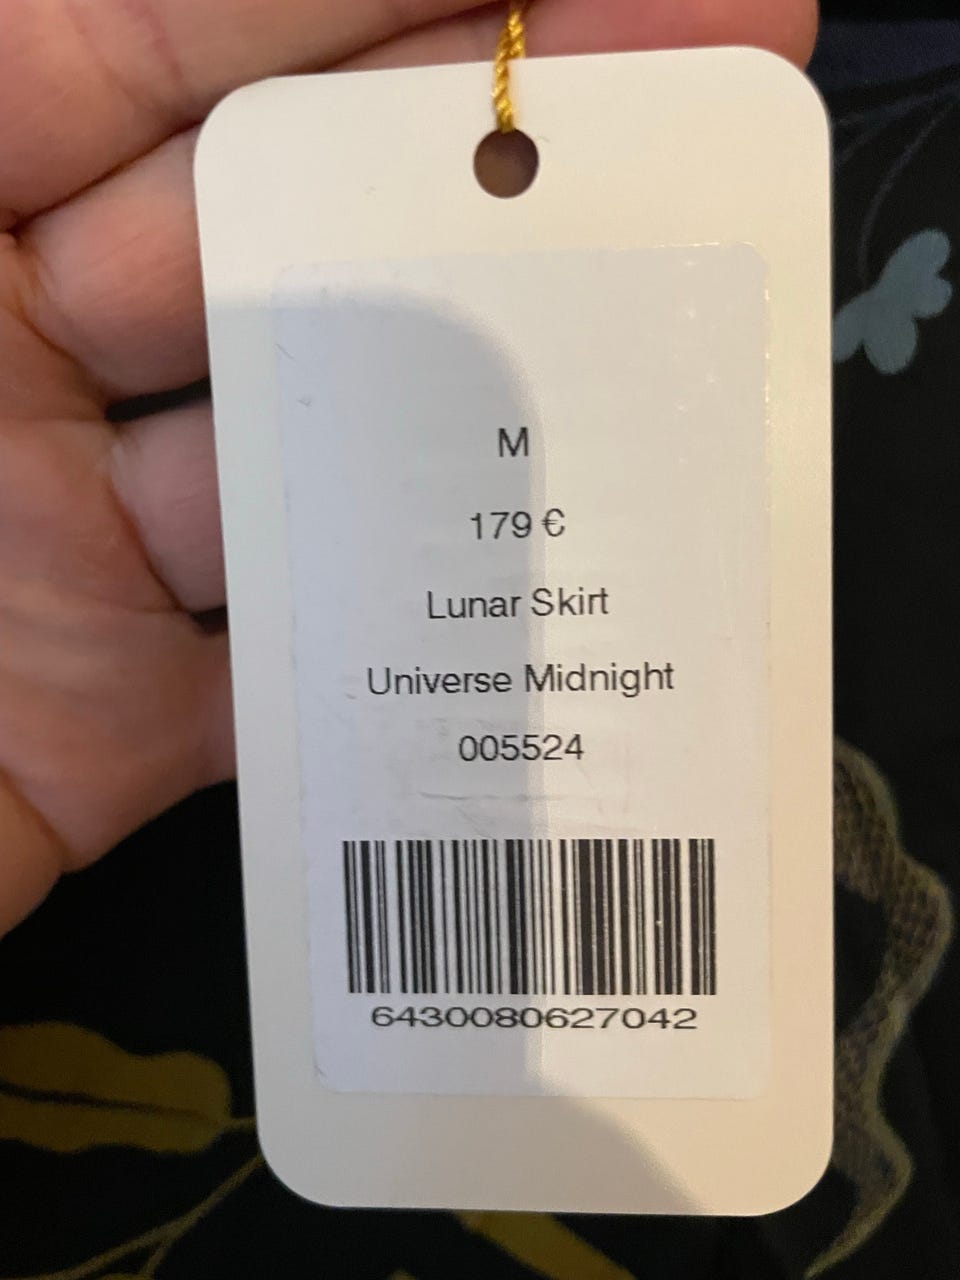 M
179 €
Lunar Skirt
Universe Midnight
005524
6430080627042